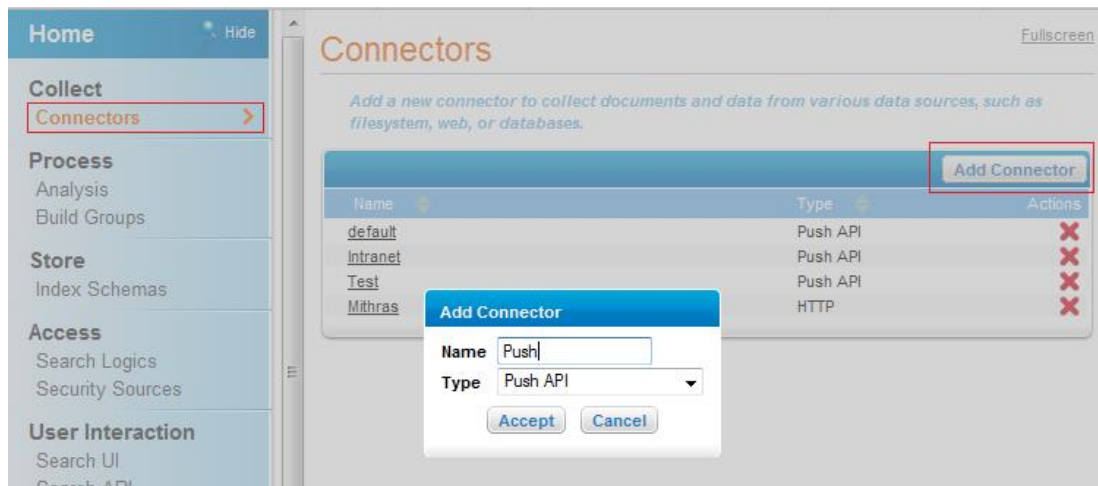 Home Hide
Collect
Connectors
Process
Analysis
Build Groups
Store
Index Schemas
Access
Search Logics
Security Sources
User Interaction
Search UI
Search API
Connectors Fullscreen
Add a new connector to collect documents and data from various data sources, such as
filesystem, web, or databases.
Add Connector
Name Type Actions
default Push API
Intranet Push API
Test Push API
Mithras HTTP
Add Connector
Name Push
Type Push API
Accept Cancel